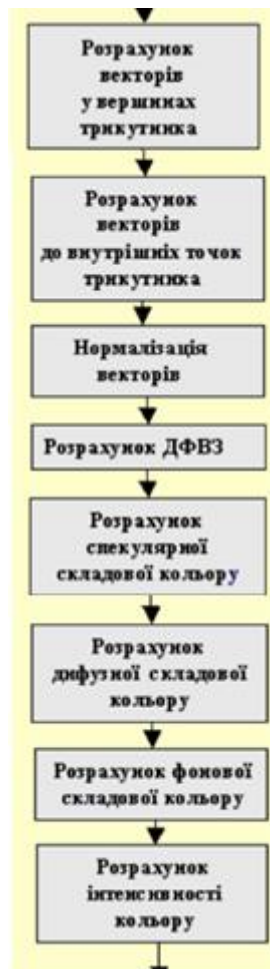 Розрахунок
векторів
у вершинах
трикутника
Розрахунок
векторів
до внутрішніх точок
трикутника
Нормалізація
векторів
Розрахунок ДФВЗ
Розрахунок
спекулярної
складової кольору
Розрахунок
дифузної складової
кольору
Розрахунок фонової
складової кольору
Розрахунок
інтенсивності
кольору